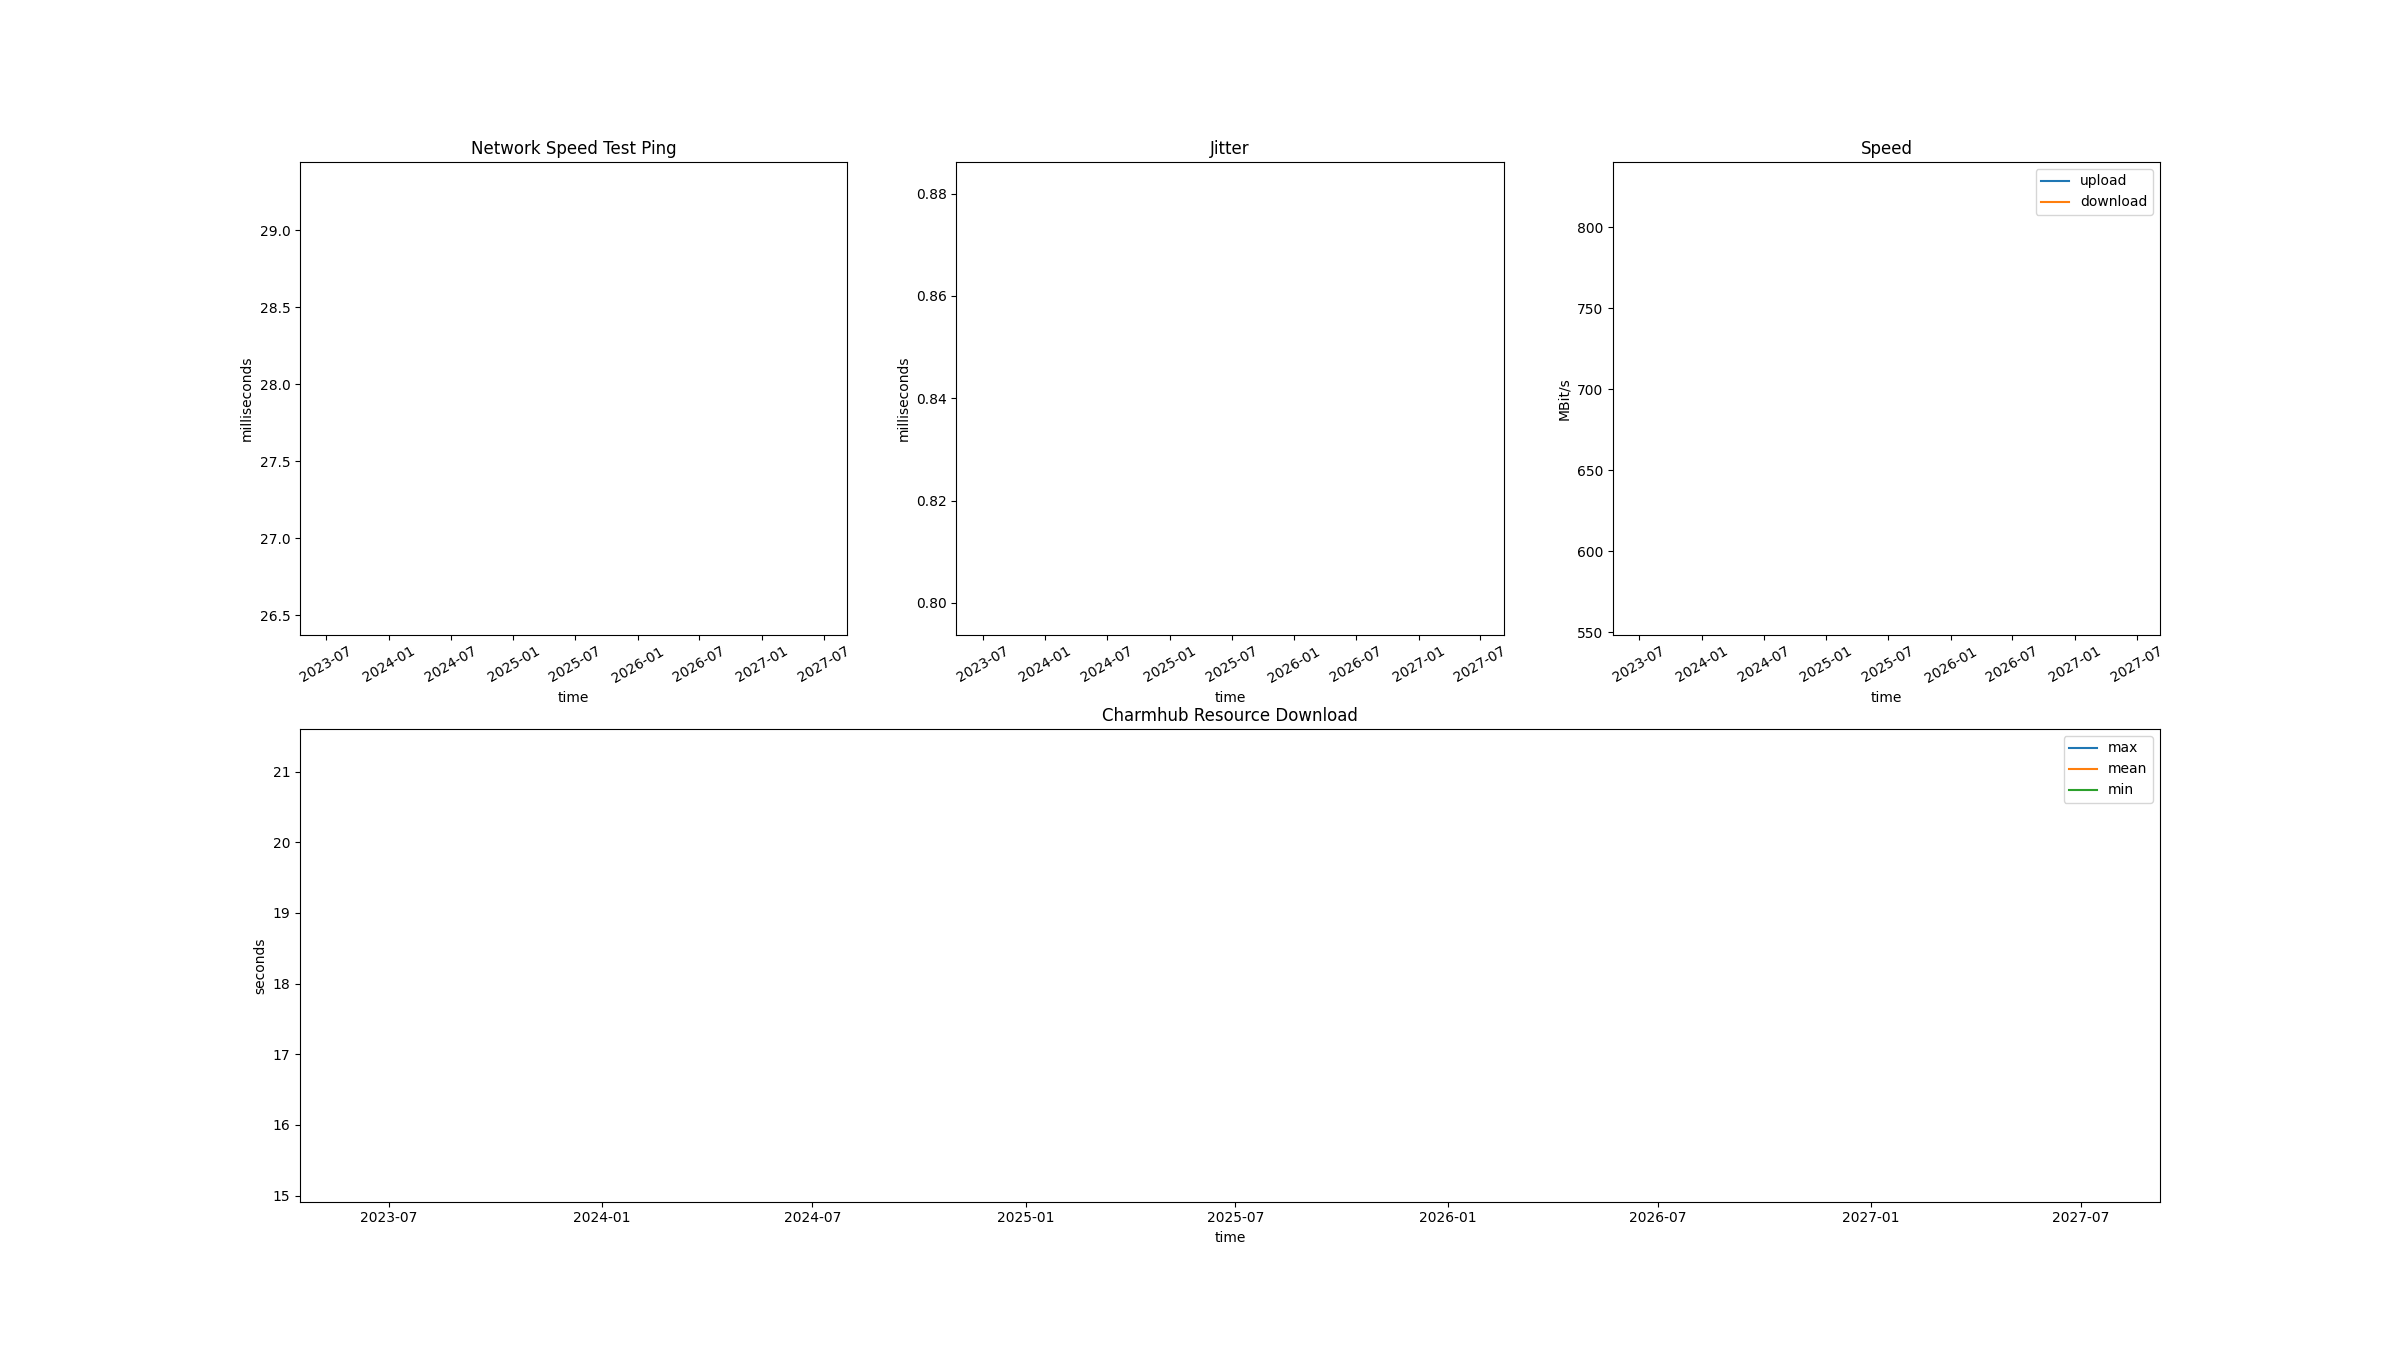 Network Speed Test Ping
29.0
28.5
28.0
27.5
27.0
26.5
milliseconds
2023-07 2024-01 2024-07 2025-01 2025-07 2026-01 2026-07 2027-01 2027-07
time
Jitter
0.88
0.86
0.84
0.82
0.80
milliseconds
2023-07 2024-01 2024-07 2025-01 2025-07 2026-01 2026-07 2027-01 2027-07
time
Speed
upload
download
800
750
700
650
600
550
MBit/s
2023-07 2024-01 2024-07 2025-01 2025-07 2026-01 2026-07 2027-01 2027-07
time
Charmhub Resource Download
max
mean
min
21
20
19
18
17
16
15
seconds
2023-07 2024-01 2024-07 2025-01 2025-07 2026-01 2026-07 2027-01 2027-07
time